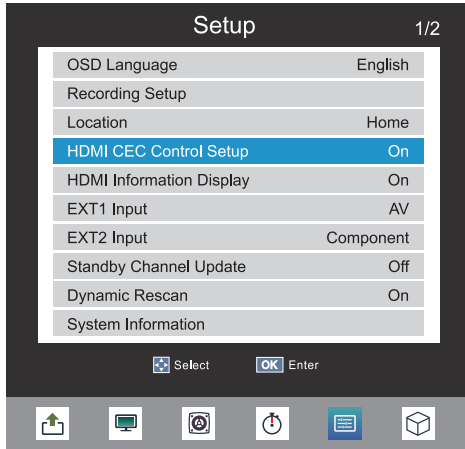 Setup 1/2
OSD Language English
Recording Setup
Location Home
HDMI CEC Control Setup On
HDMI Information Display On
EXT1 Input AV
EXT2 Input Component
Standby Channel Update Off
Dynamic Rescan On
System Information
Select OK Enter